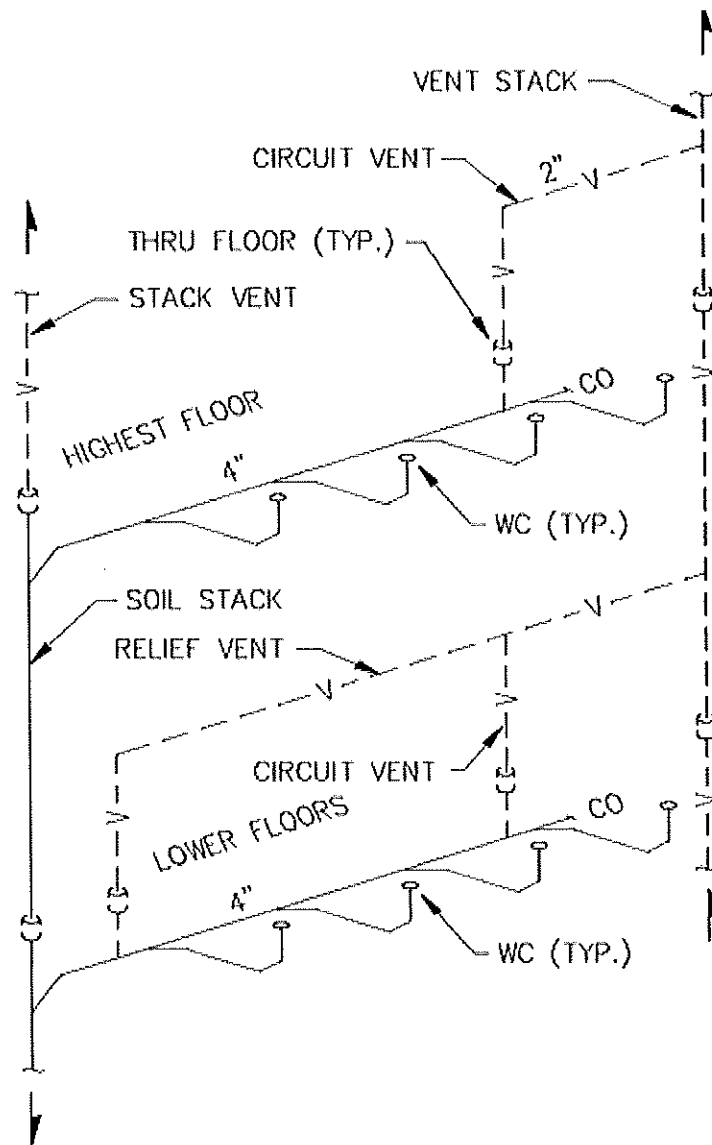 VENT STACK
CIRCUIT VENT
2"
V
THRU FLOOR (TYP.)
STACK VENT
V
V
V
CO
HIGHEST FLOOR
4"
WC (TYP.)
SOIL STACK
V
RELIEF VENT
V
V
CIRCUIT VENT
V
V
CO
LOWER FLOORS
4"
WC (TYP.)